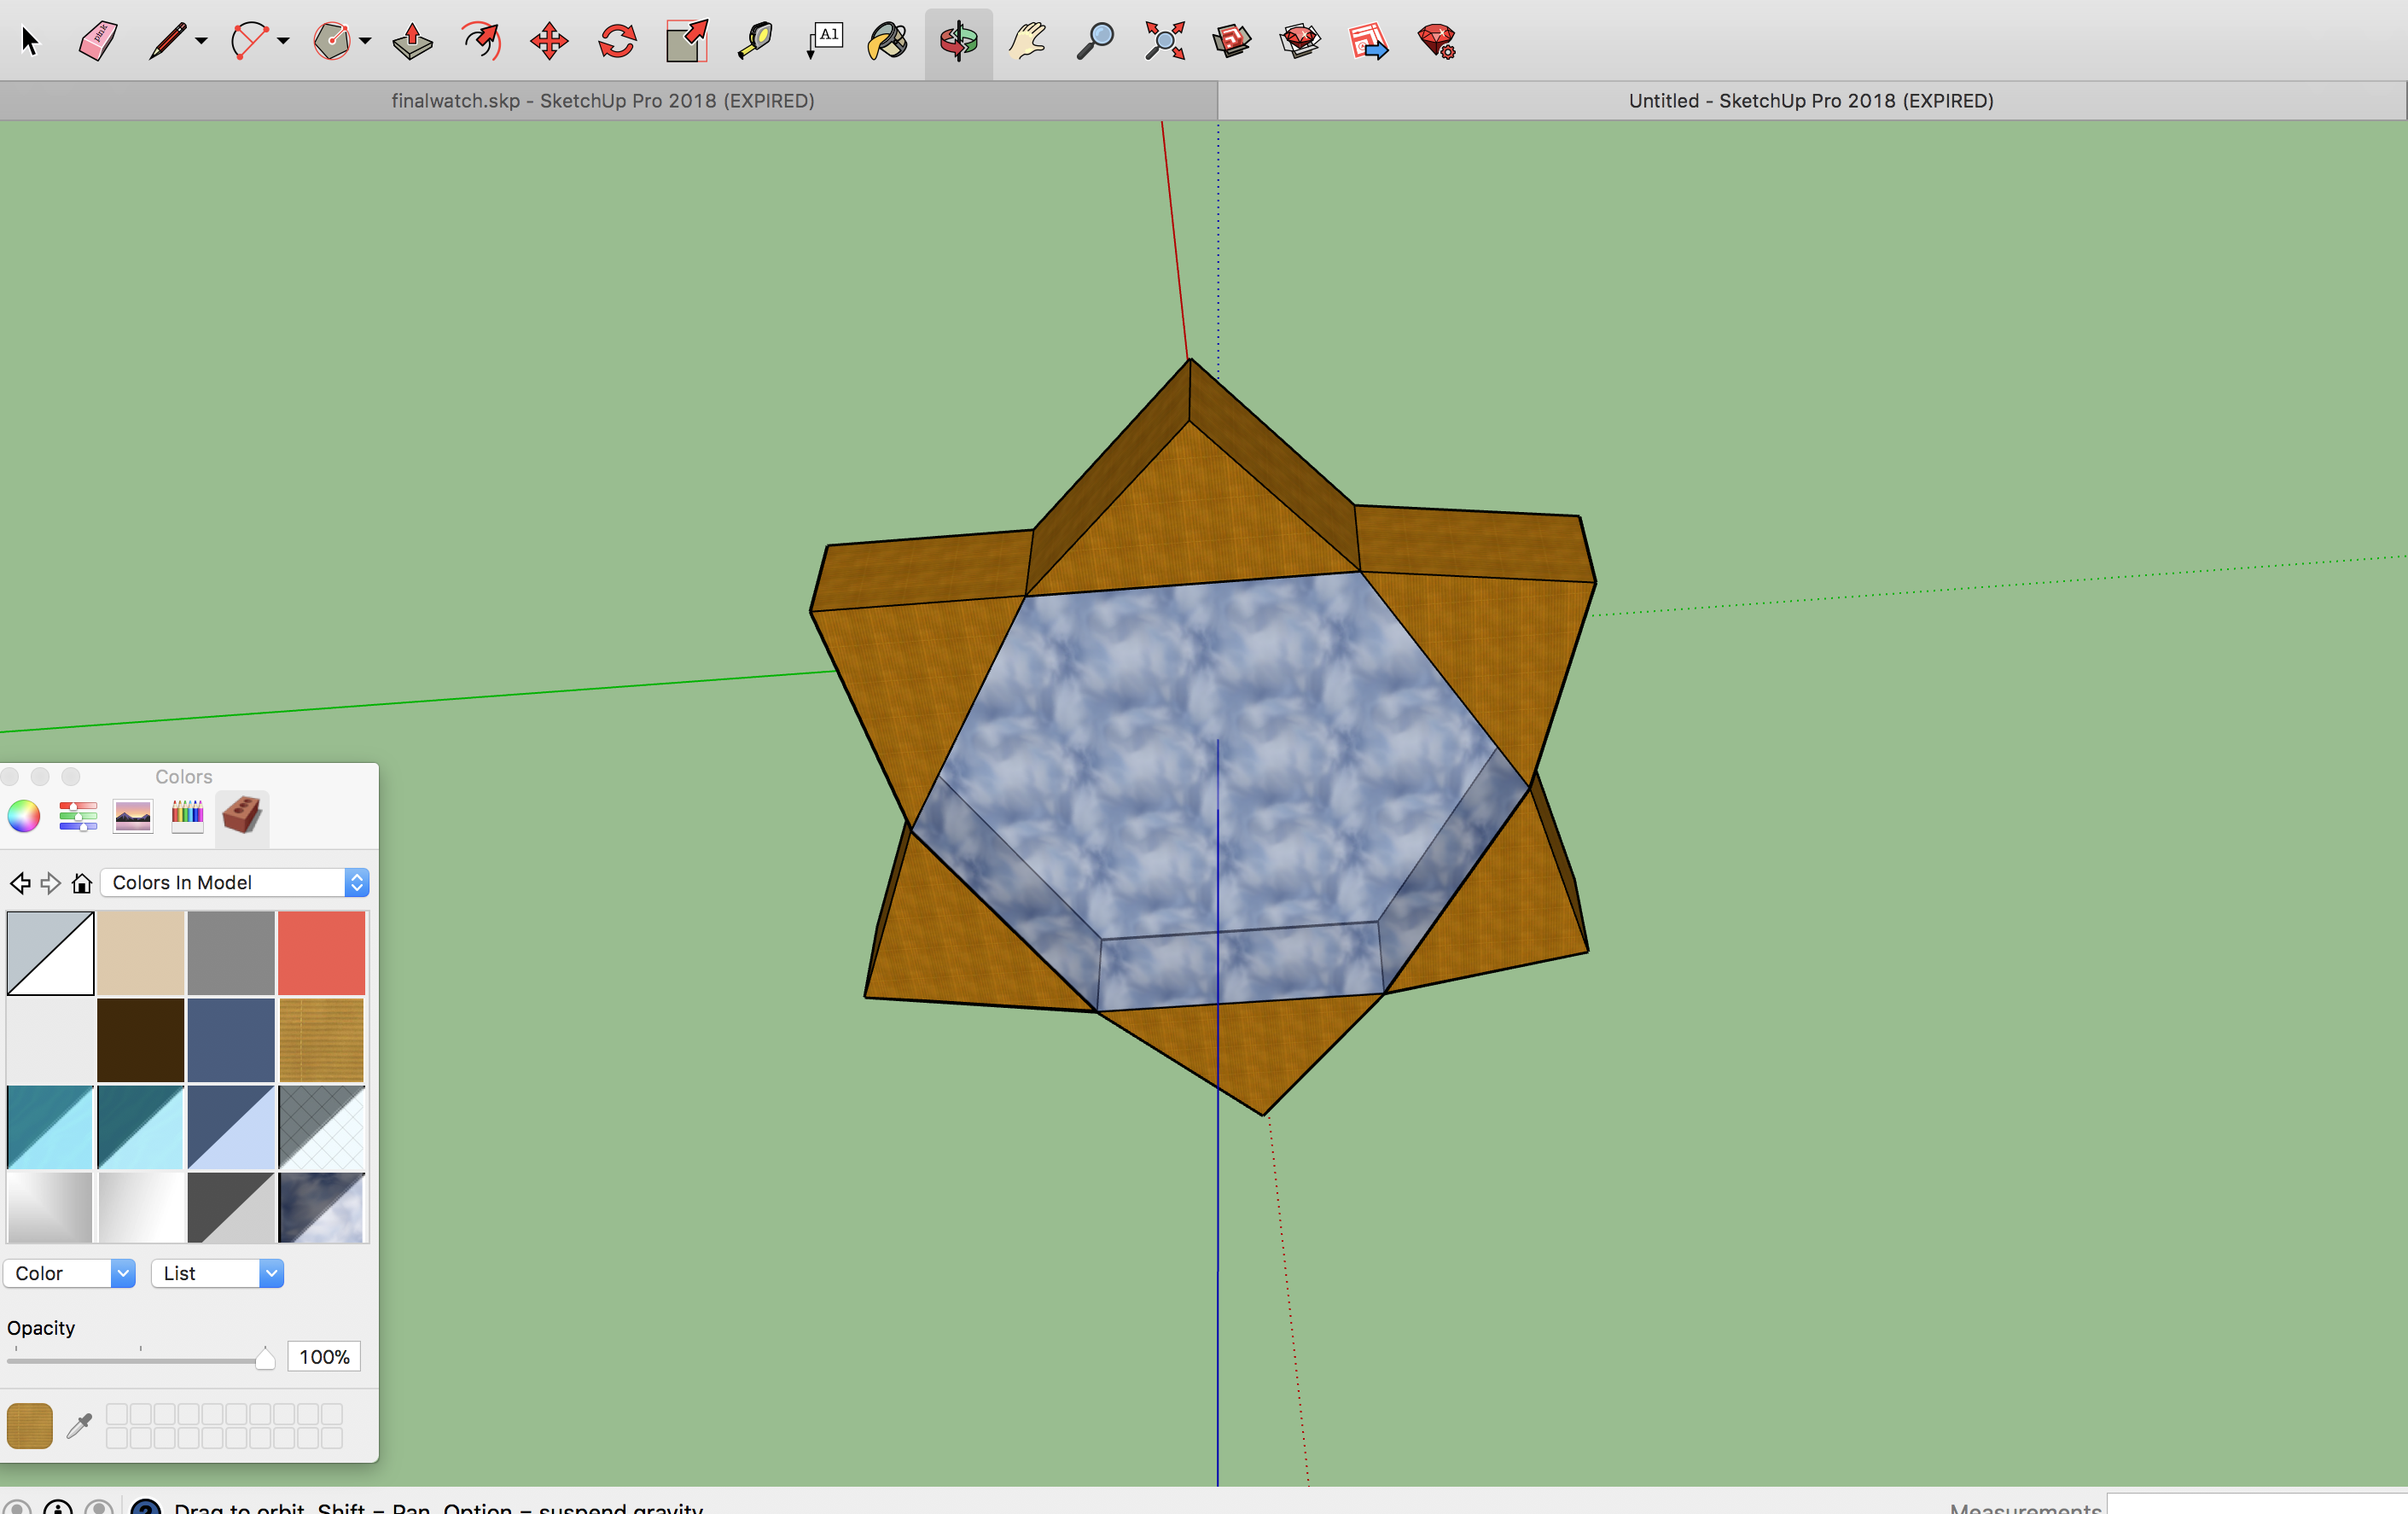 A1
finalwatch.skp - SketchUp Pro 2018 (EXPIRED)
Untitled - SketchUp Pro 2018 (EXPIRED)
Colors
Colors In Model
Color
List
Opacity
100%
Drag to orbit. Shift = Pan, Option = suspend gravity
Measurements